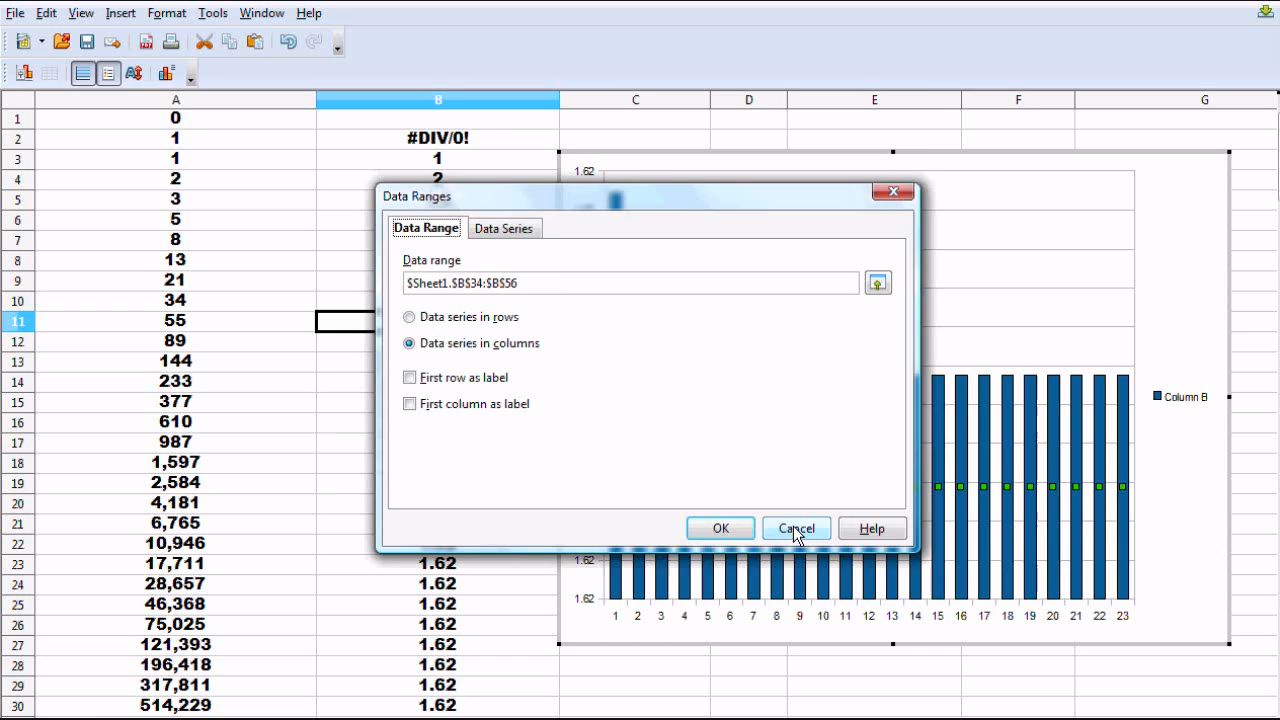 File Edit View Insert Format Tools Window Help
A B C D E F G
1 0
2 1 #DIV/0!
3 1 1
4 2 2
5 3
6 5
7 8
8 13
9 21
10 34
11 55
12 89
13 144
14 233
15 377
16 610
17 987
18 1,597
19 2,584
20 4,181
21 6,765
22 10,946
23 17,711 1.62
24 28,657 1.62
25 46,368 1.62
26 75,025 1.62
27 121,393 1.62
28 196,418 1.62
29 317,811 1.62
30 514,229 1.62
Data Ranges
Data Range Data Series
Data range
$Sheet1.$B$34:$B$56
Data series in rows
Data series in columns
First row as label
First column as label
OK Cancel Help
1.62
Column B
1.62
1.62
1 2 3 4 5 6 7 8 9 10 11 12 13 14 15 16 17 18 19 20 21 22 23